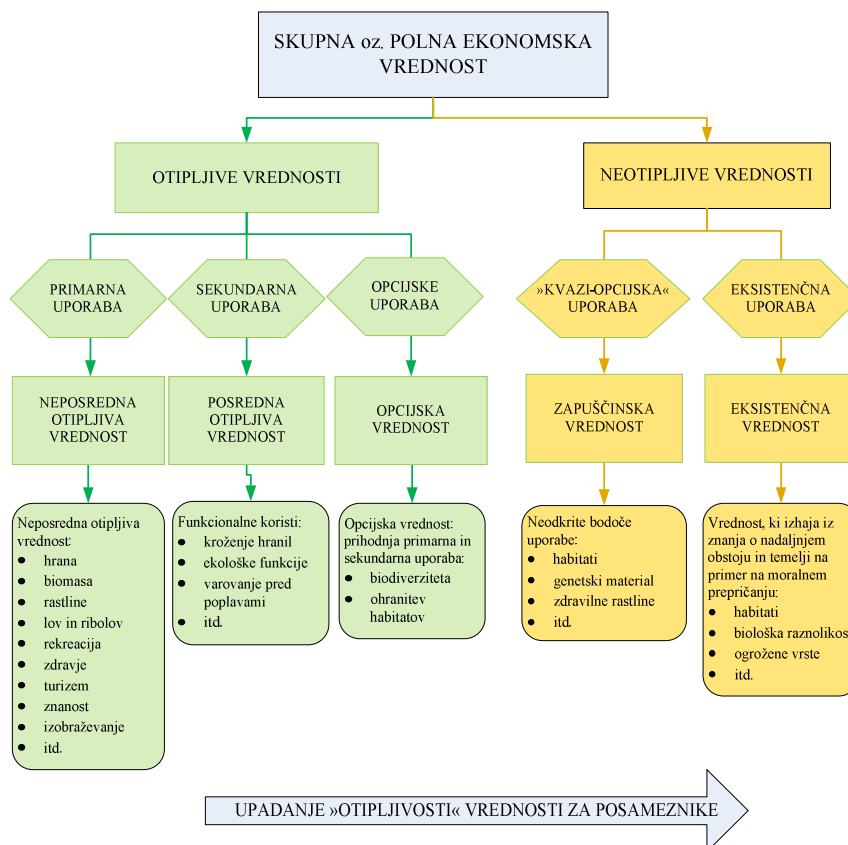 SKUPNA oz. POLNA EKONOMSKA
VREDNOST
OTIPLJIVE VREDNOSTI
NEOTIPLJIVE VREDNOSTI
PRIMARNA
UPORABA
SEKUNDARNA
UPORABA
OPCIJSKE
UPORABA
»KVAZI-OPCIJSKA«
UPORABA
EKSISTENČNA
UPORABA
NEPOSREDNA
OTIPLJIVA
VREDNOST
POSREDNA
OTIPLJIVA
VREDNOST
OPCIJSKA
VREDNOST
ZAPUŠČINSKA
VREDNOST
EKSISTENČNA
VREDNOST
Neposredna otipljiva
vrednost:
● hrana
● biomasa
● rastline
● lov in ribolov
● rekreacija
● zdravje
● turizem
● znanost
● izobraževanje
● itd.
Funkcionalne koristi:
● kroženje hranil
● ekološke funkcije
● varovanje pred
poplavami
● itd.
Opcijska vrednost:
prihodnja primarna in
sekundarna uporaba:
● biodiverziteta
● ohranitev
habitatov
Neodkrite bodoče
uporabe:
● habitati
● genetski material
● zdravilne rastline
● itd.
Vrednost, ki izhaja iz
znanja o nadaljnjem
obstoju in temelji na
primer na moralnem
prepričanju:
● habitati
● biološka raznolikos
● ogrožene vrste
● itd.
UPADANJE »OTIPLJIVOSTI« VREDNOSTI ZA POSAMEZNIKE